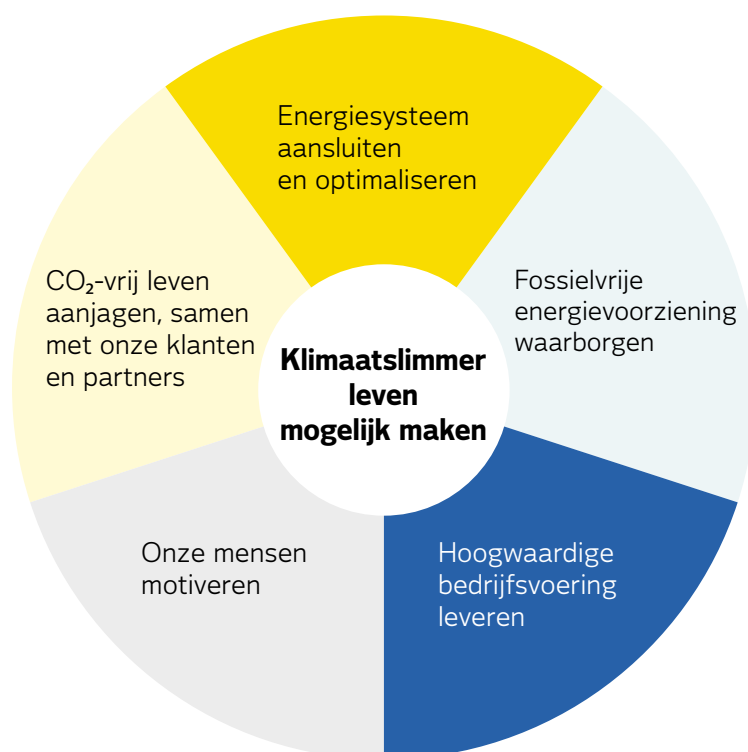 Energiesysteem
aansluiten
en optimaliseren
Fossielvrije
energievoorziening
waarborgen
Hoogwaardige
bedrijfsvoering
leveren
Onze mensen
motiveren
CO₂-vrij leven
aanjagen, samen
met onze klanten
en partners
Klimaatslimmer
leven
mogelijk maken